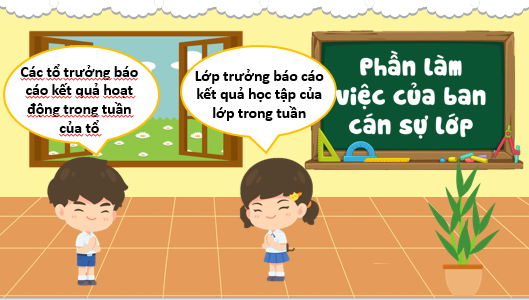 Các tổ trưởng báo
cáo kết quả hoạt
động trong tuần
của tổ
Lớp trưởng báo cáo
kết quả học tập của
lớp trong tuần
Phần làm
việc của ban
cán sự lớp